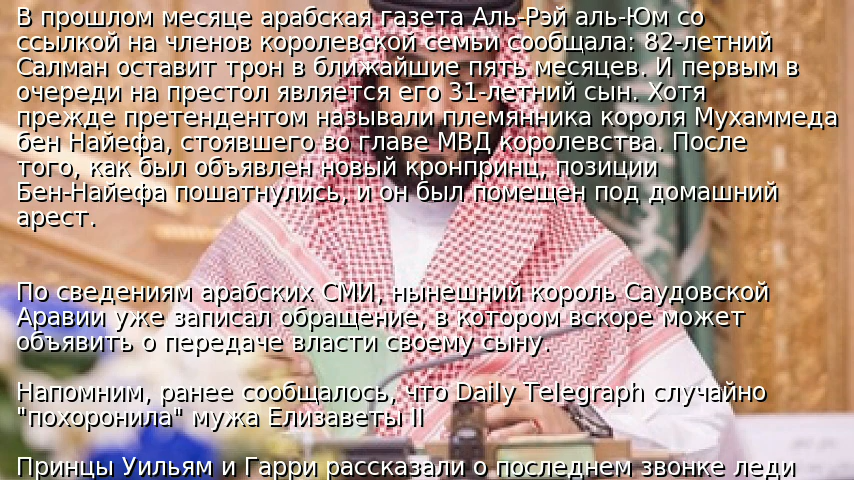 В прошлом месяце арабская газета Аль-Рэй аль-Юм со
ссылкой на членов королевской семьи сообщала: 82-летний
Салман оставит трон в ближайшие пять месяцев. И первым в
очереди на престол является его 31-летний сын. Хотя
прежде претендентом называли племянника короля Мухаммеда
бен Найефа, стоявшего во главе МВД королевства. После
того, как был объявлен новый кронпринц, позиции
Бен-Найефа пошатнулись, и он был помещен под домашний
арест.
По сведениям арабских СМИ, нынешний король Саудовской
Аравии уже записал обращение, в котором вскоре может
объявить о передаче власти своему сыну.
Напомним, ранее сообщалось, что Daily Telegraph случайно
"похоронила" мужа Елизаветы II
Принцы Уильям и Гарри рассказали о последнем звонке леди